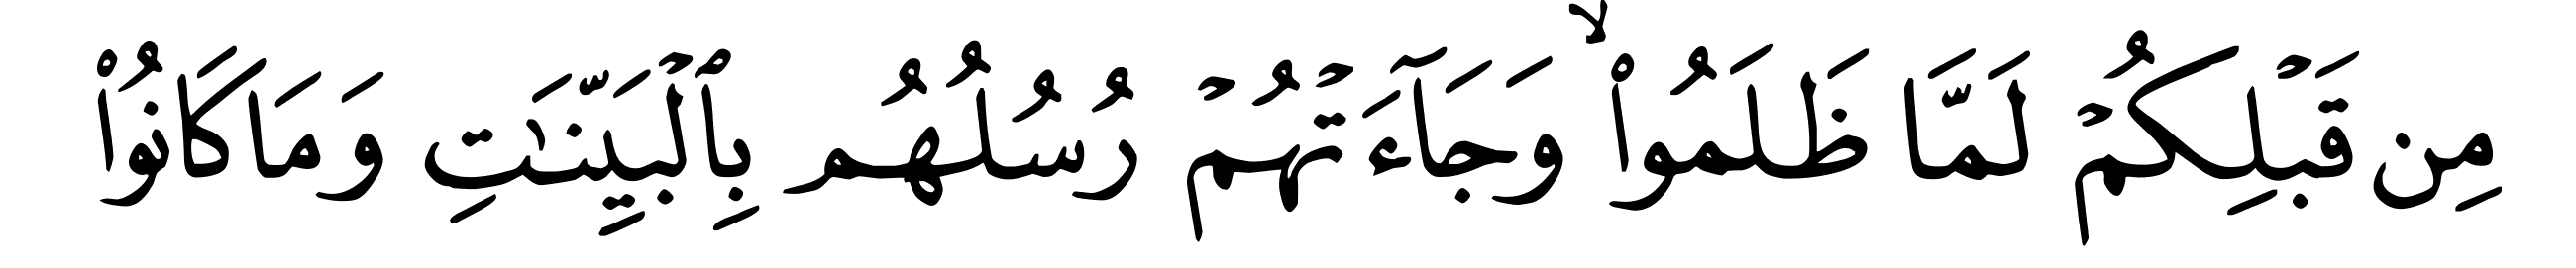 مِن قَبْلِكُمْ لَمَّا ظَلَمُوا۟ ۙ وَجَآءَتْهُمْ رُسُلُهُم بِٱلْبَيِّنَٰتِ وَمَا كَانُوا۟